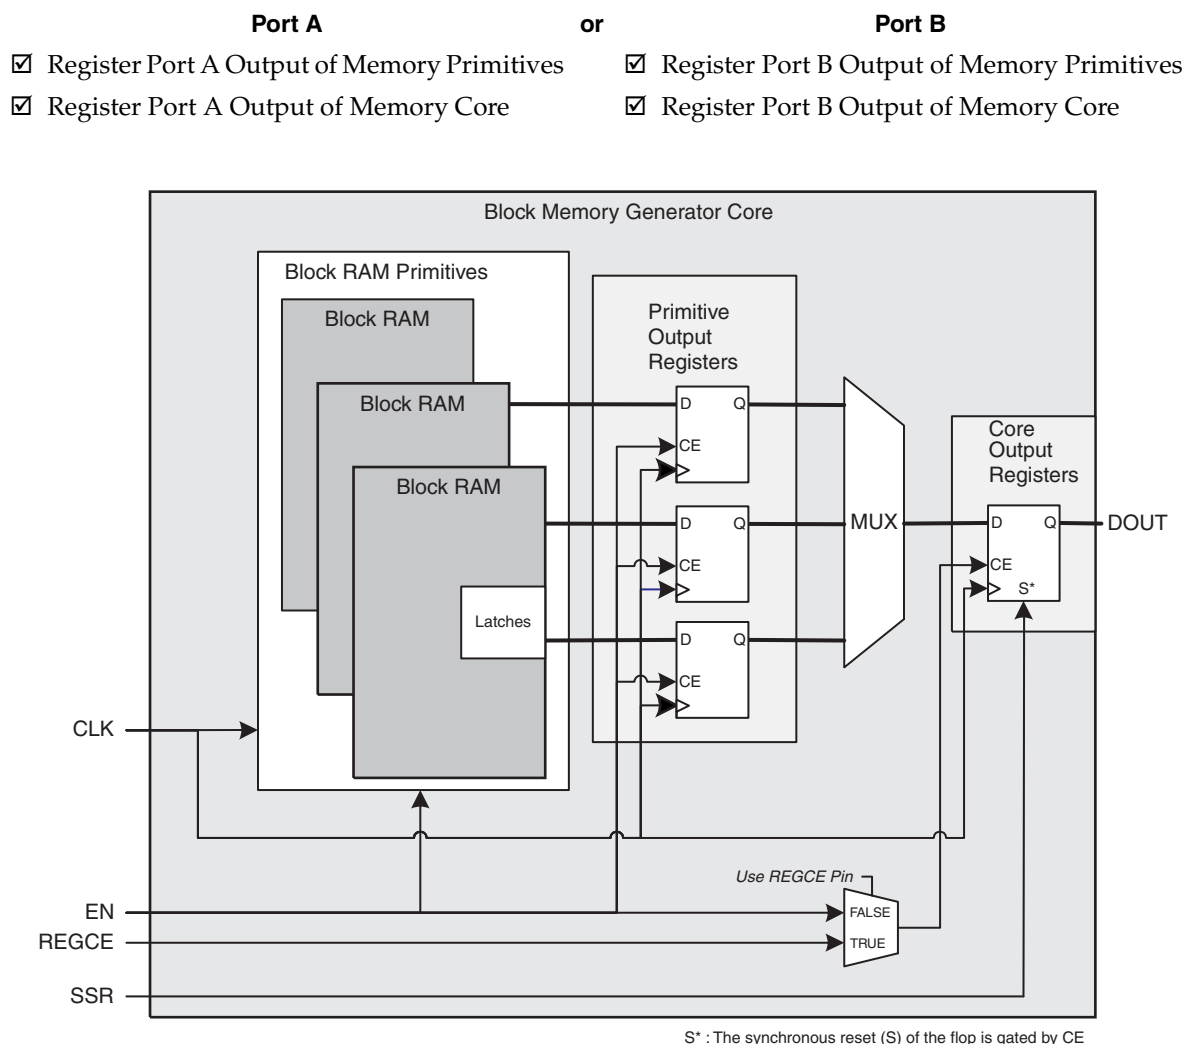 Port A or Port B
☑ Register Port A Output of Memory Primitives ☑ Register Port B Output of Memory Primitives
☑ Register Port A Output of Memory Core ☑ Register Port B Output of Memory Core
Block Memory Generator Core
Block RAM Primitives
Block RAM
Block RAM
Block RAM
Latches
Primitive
Output
Registers
D Q
CE
D Q
CE
D Q
CE
MUX
Core
Output
Registers
D Q
CE
S*
DOUT
CLK
Use REGCE Pin
EN
FALSE
REGCE
TRUE
SSR
S* : The synchronous reset (S) of the flop is gated by CE